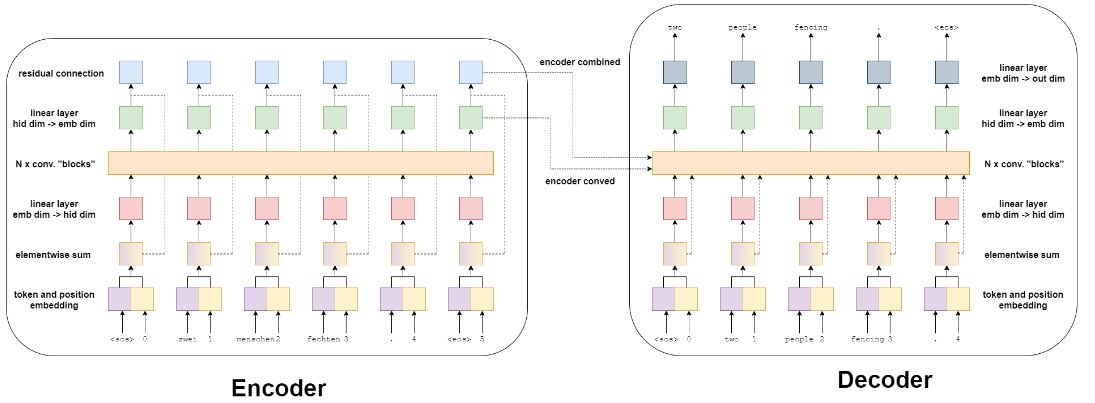 residual connection
linear layer
hid dim -> emb dim
N x conv. "blocks"
linear layer
emb dim -> hid dim
elementwise sum
token and position
embedding
<sos> 0 zwei 1 menschen 2 fechten 3 . 4 <eos> 5
Encoder
encoder combined
encoder conved
two people fencing . <eos>
linear layer
emb dim -> out dim
linear layer
hid dim -> emb dim
N x conv. "blocks"
linear layer
emb dim -> hid dim
elementwise sum
token and position
embedding
<sos> 0 two 1 people 2 fencing 3 . 4
Decoder